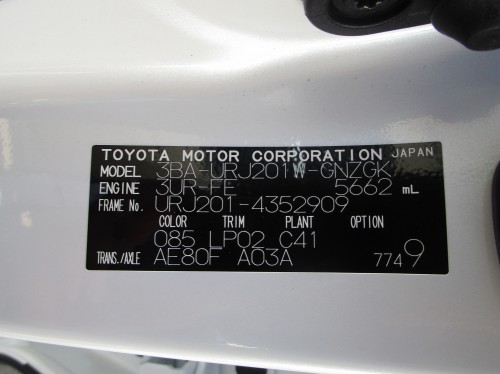 TOYOTA MOTOR CORPORATION JAPAN
MODEL 3BA-URJ201W-GNZGK
ENGINE 3UR-FE 5662 mL
FRAME No. URJ201-4352909
COLOR TRIM PLANT OPTION
085 LP02 C41
TRANS./AXLE AE80F A03A 7749